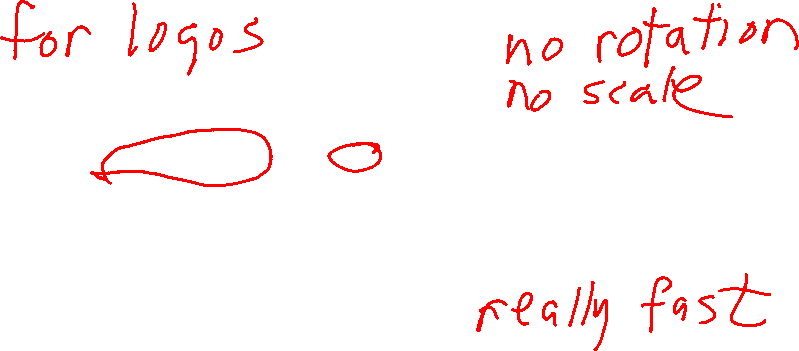 for logos
no rotation
no scale
really fast